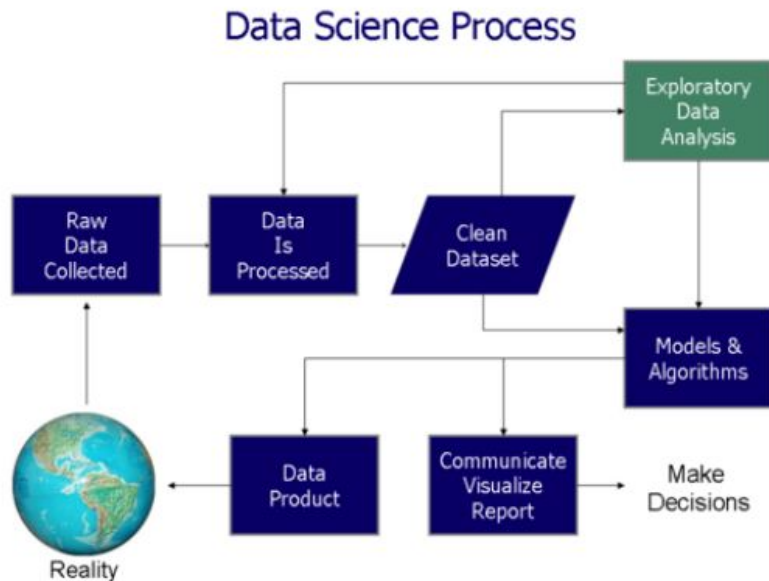 Data Science Process
Exploratory
Data
Analysis
Raw
Data
Collected
Data
Is
Processed
Clean
Dataset
Models &
Algorithms
Data
Product
Communicate
Visualize
Report
Make
Decisions
Reality